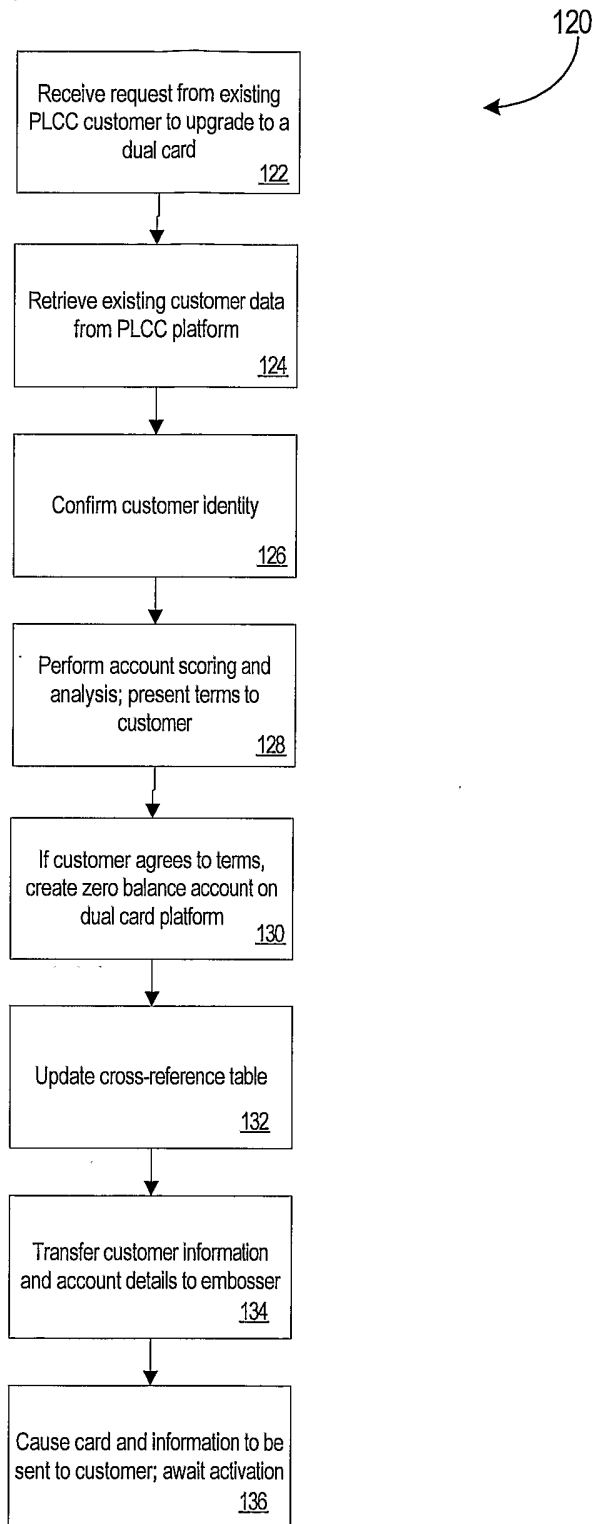 120
Receive request from existing
PLCC customer to upgrade to a
dual card
122
Retrieve existing customer data
from PLCC platform
124
Confirm customer identity
126
Perform account scoring and
analysis; present terms to
customer
128
If customer agrees to terms,
create zero balance account on
dual card platform
130
Update cross-reference table
132
Transfer customer information
and account details to embosser
134
Cause card and information to be
sent to customer; await activation
136